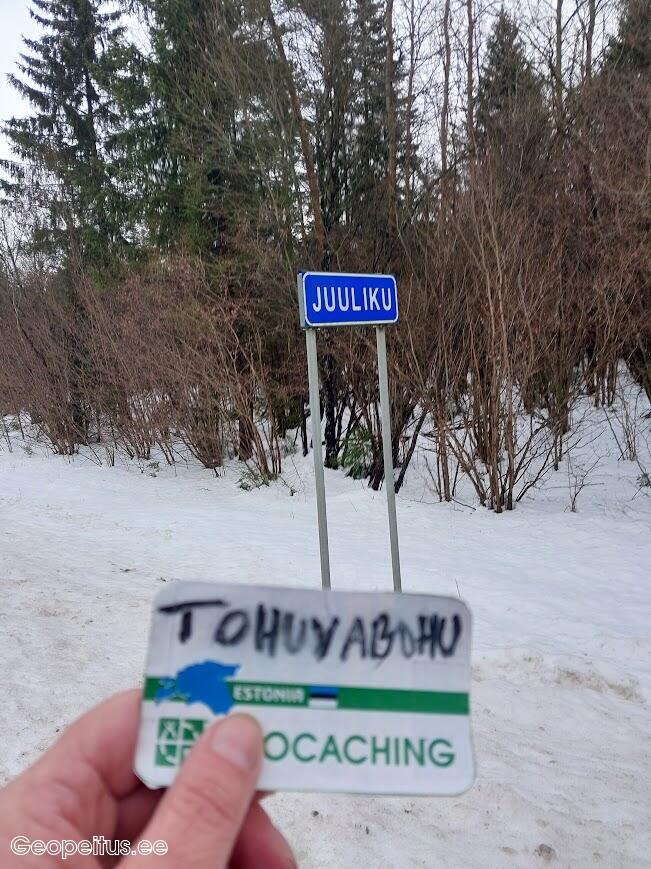 JUULIKU
TOHUVABOHU
ESTONIA
OCACHING
Geopeitus.ee